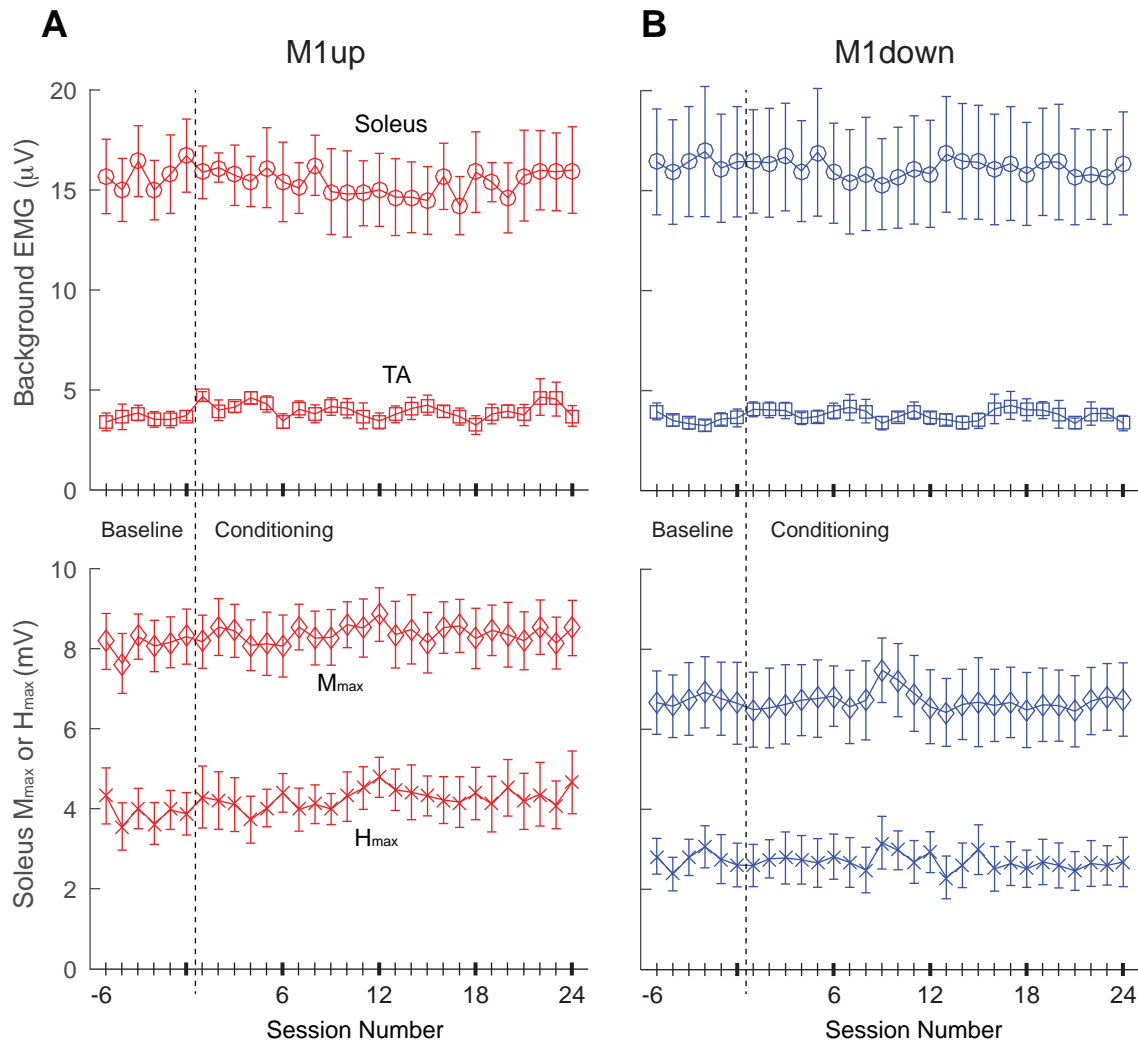 A
M1up
B
M1down
Background EMG (μV)
20
15
10
5
0
Soleus
TA
Baseline
Conditioning
Baseline
Conditioning
Soleus Mmax or Hmax (mV)
10
8
6
4
2
0
Mmax
Hmax
-6
6
12
18
24
Session Number
-6
6
12
18
24
Session Number